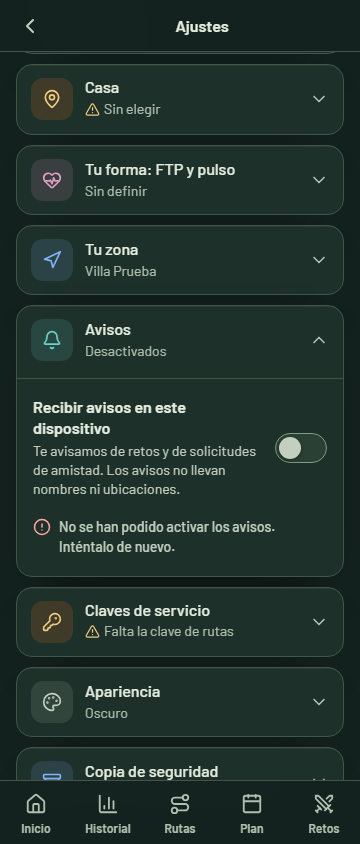 Ajustes
Casa
Sin elegir
Tu forma: FTP y pulso
Sin definir
Tu zona
Villa Prueba
Avisos
Desactivados
Recibir avisos en este
dispositivo
Te avisamos de retos y de solicitudes
de amistad. Los avisos no llevan
nombres ni ubicaciones.
No se han podido activar los avisos.
Inténtalo de nuevo.
Claves de servicio
Falta la clave de rutas
Apariencia
Oscuro
Copia de seguridad
Inicio
Historial
Rutas
Plan
Retos